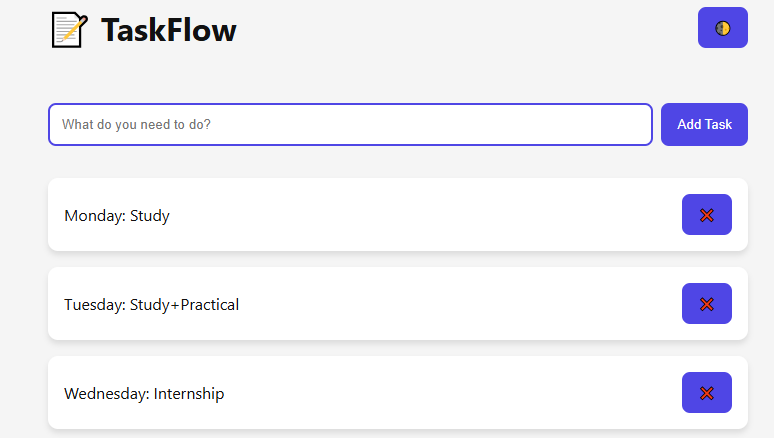 TaskFlow
What do you need to do?
Add Task
Monday: Study
Tuesday: Study+Practical
Wednesday: Internship